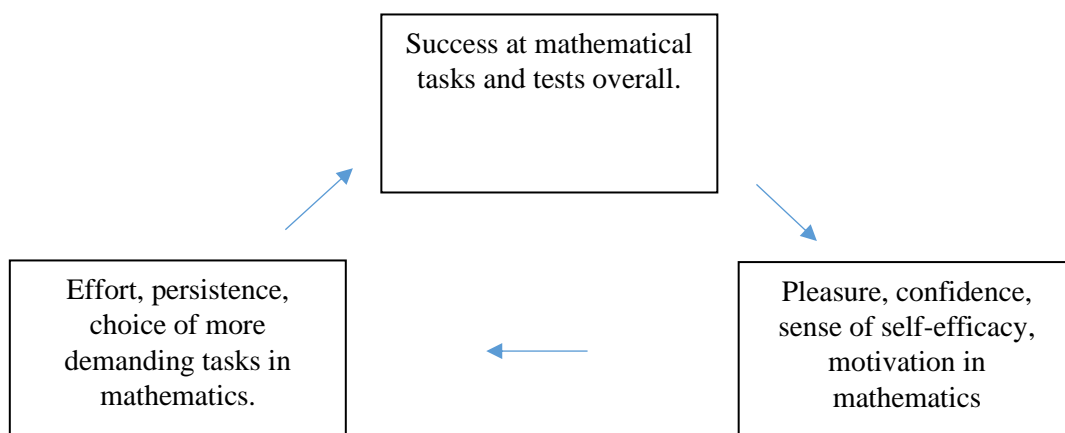 Success at mathematical
tasks and tests overall.
Effort, persistence,
choice of more
demanding tasks in
mathematics.
Pleasure, confidence,
sense of self-efficacy,
motivation in
mathematics